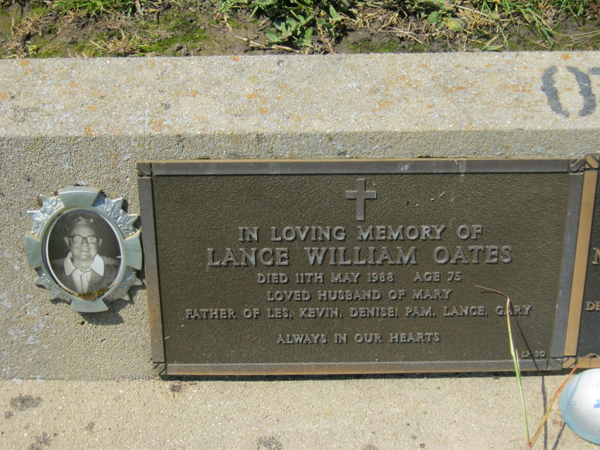 IN LOVING MEMORY OF
LANCE WILLIAM OATES
DIED 11TH MAY 1988 AGE 75
LOVED HUSBAND OF MARY
FATHER OF LES, KEVIN, DENISE, PAM, LANCE, GARY
ALWAYS IN OUR HEARTS